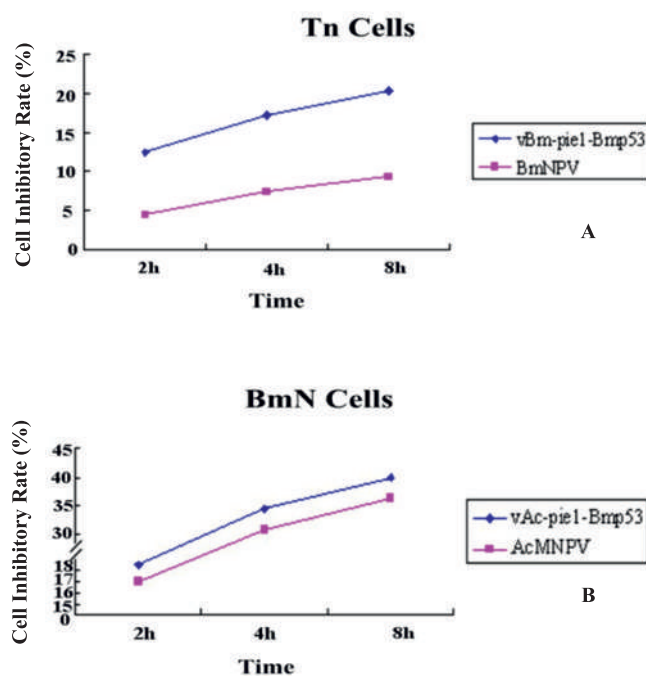 Tn Cells
Cell Inhibitory Rate (%)
25
20
15
10
5
0
2h 4h 8h
Time
vBm-pie1-Bmp53
BmNPV
A
BmN Cells
Cell Inhibitory Rate (%)
45
40
35
30
18
17
16
15
0
2h 4h 8h
Time
vAc-pie1-Bmp53
AcMNPV
B